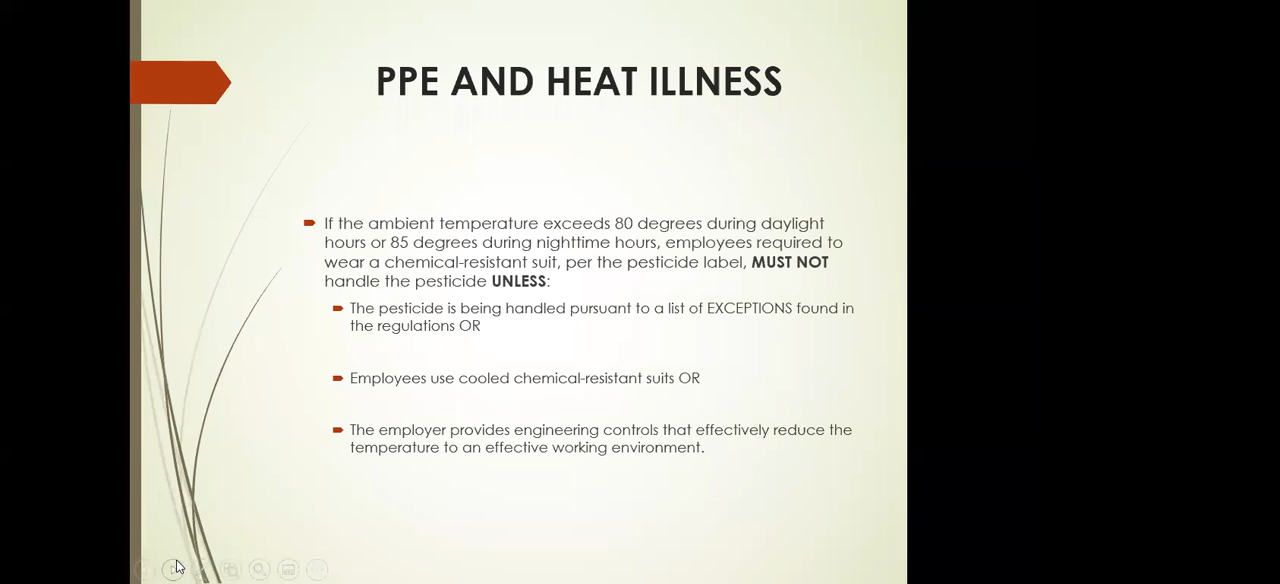 PPE AND HEAT ILLNESS
If the ambient temperature exceeds 80 degrees during daylight
hours or 85 degrees during nighttime hours, employees required to
wear a chemical-resistant suit, per the pesticide label, MUST NOT
handle the pesticide UNLESS:
The pesticide is being handled pursuant to a list of EXCEPTIONS found in
the regulations OR
Employees use cooled chemical-resistant suits OR
The employer provides engineering controls that effectively reduce the
temperature to an effective working environment.